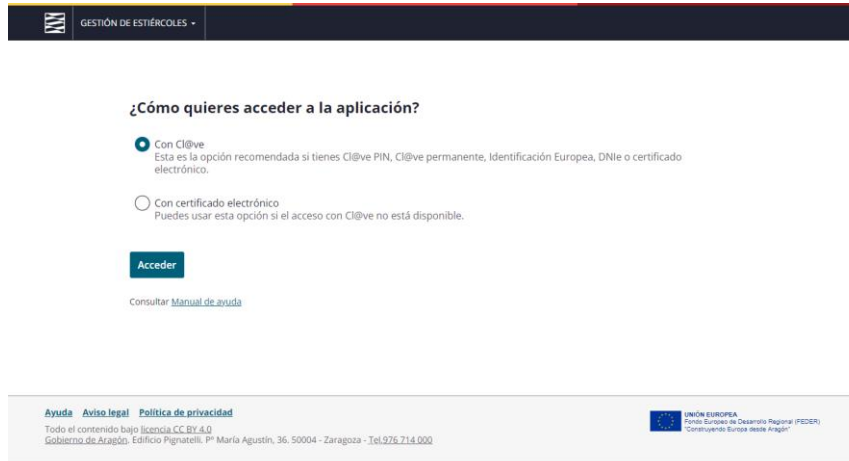 GESTIÓN DE ESTIÉRCOLES
¿Cómo quieres acceder a la aplicación?
Con Cl@ve
Esta es la opción recomendada si tienes Cl@ve PIN, Cl@ve permanente, Identificación Europea, DNIe o certificado
electrónico.
Con certificado electrónico
Puedes usar esta opción si el acceso con Cl@ve no está disponible.
Acceder
Consultar Manual de ayuda
Ayuda Aviso legal Política de privacidad
Todo el contenido bajo licencia CC BY 4.0
Gobierno de Aragón. Edificio Pignatelli. Pº María Agustín, 36. 50004 - Zaragoza - Tel.976 714 000
UNIÓN EUROPEA
Fondo Europeo de Desarrollo Regional (FEDER)
"Construyendo Europa desde Aragón"